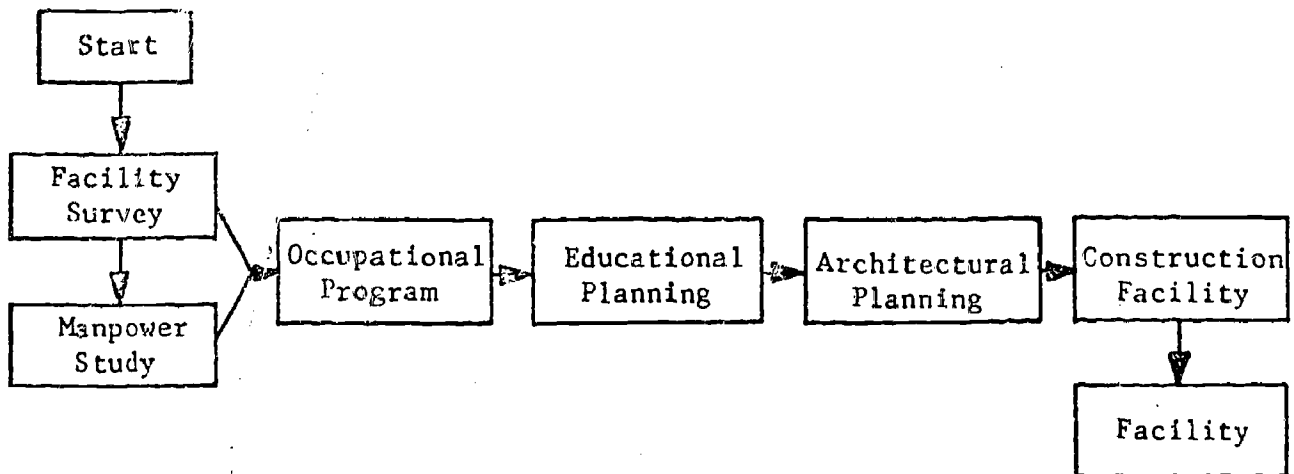 Start
Facility
Survey
Manpower
Study
Occupational
Program
Educational
Planning
Architectural
Planning
Construction
Facility
Facility